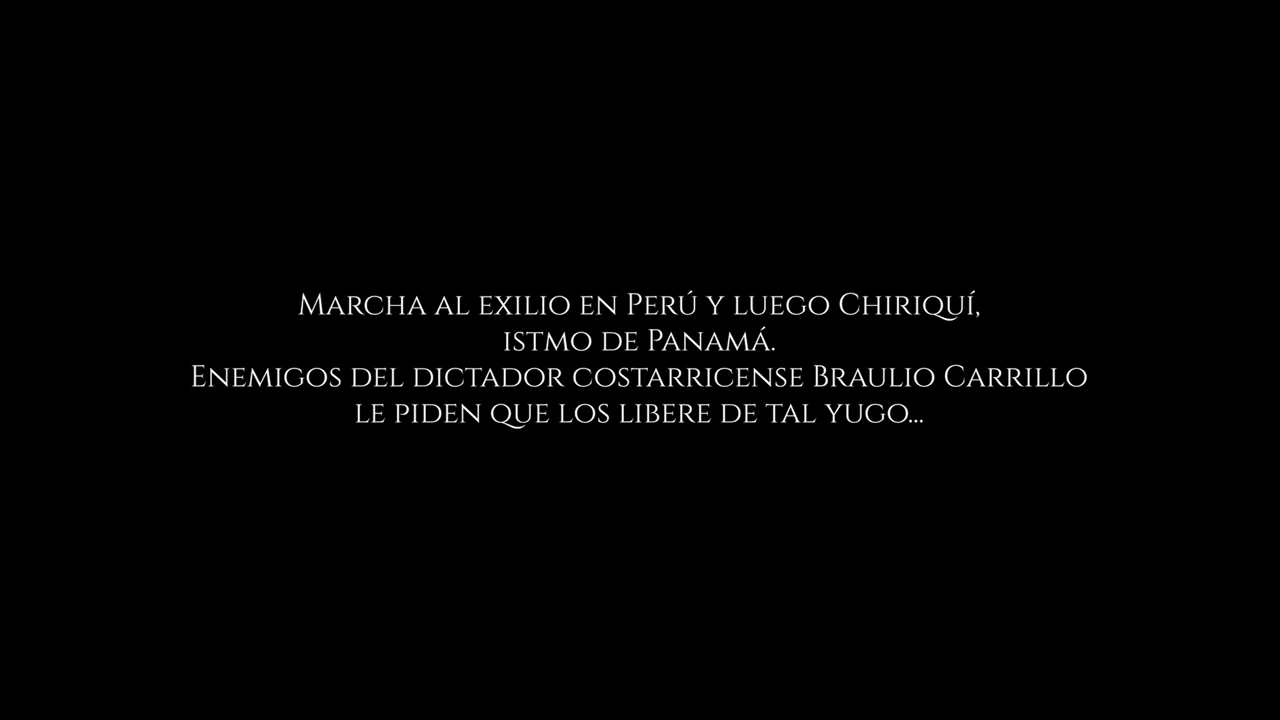 Marcha al exilio en Perú y luego Chiriquí,
istmo de Panamá.
Enemigos del dictador costarricense Braulio Carrillo
le piden que los libere de tal yugo...